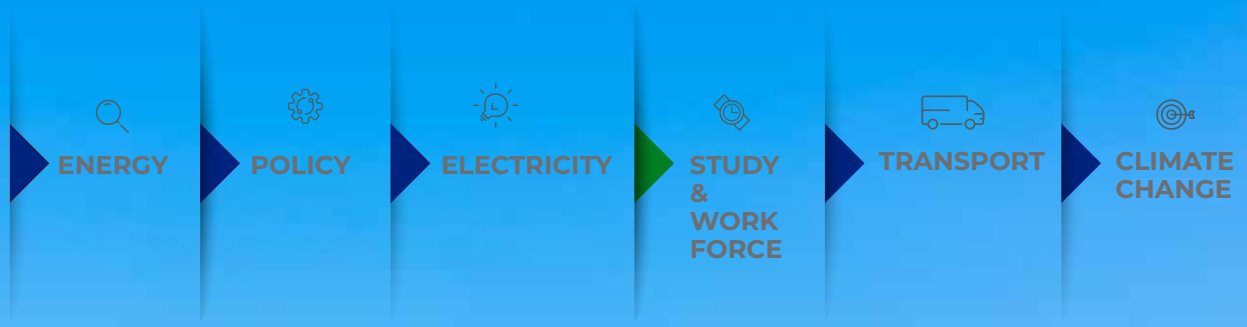 ENERGY
POLICY
ELECTRICITY
STUDY
&
WORK
FORCE
TRANSPORT
CLIMATE
CHANGE